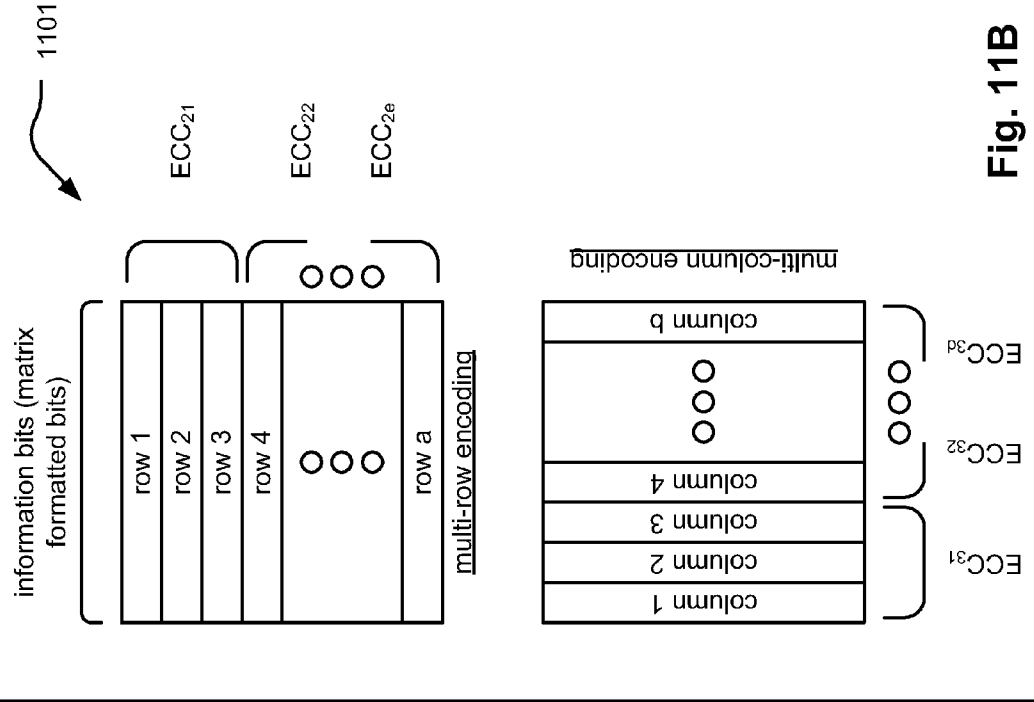 1101
information bits (matrix
formatted bits)
row 1
row 2
row 3
row 4
row a
ECC₂₁
ECC₂₂
ECC₂ₑ
multi-row encoding
column 1
column 2
column 3
column 4
column b
multi-column encoding
ECC₃₁
ECC₃₂
ECC3d
Fig. 11B